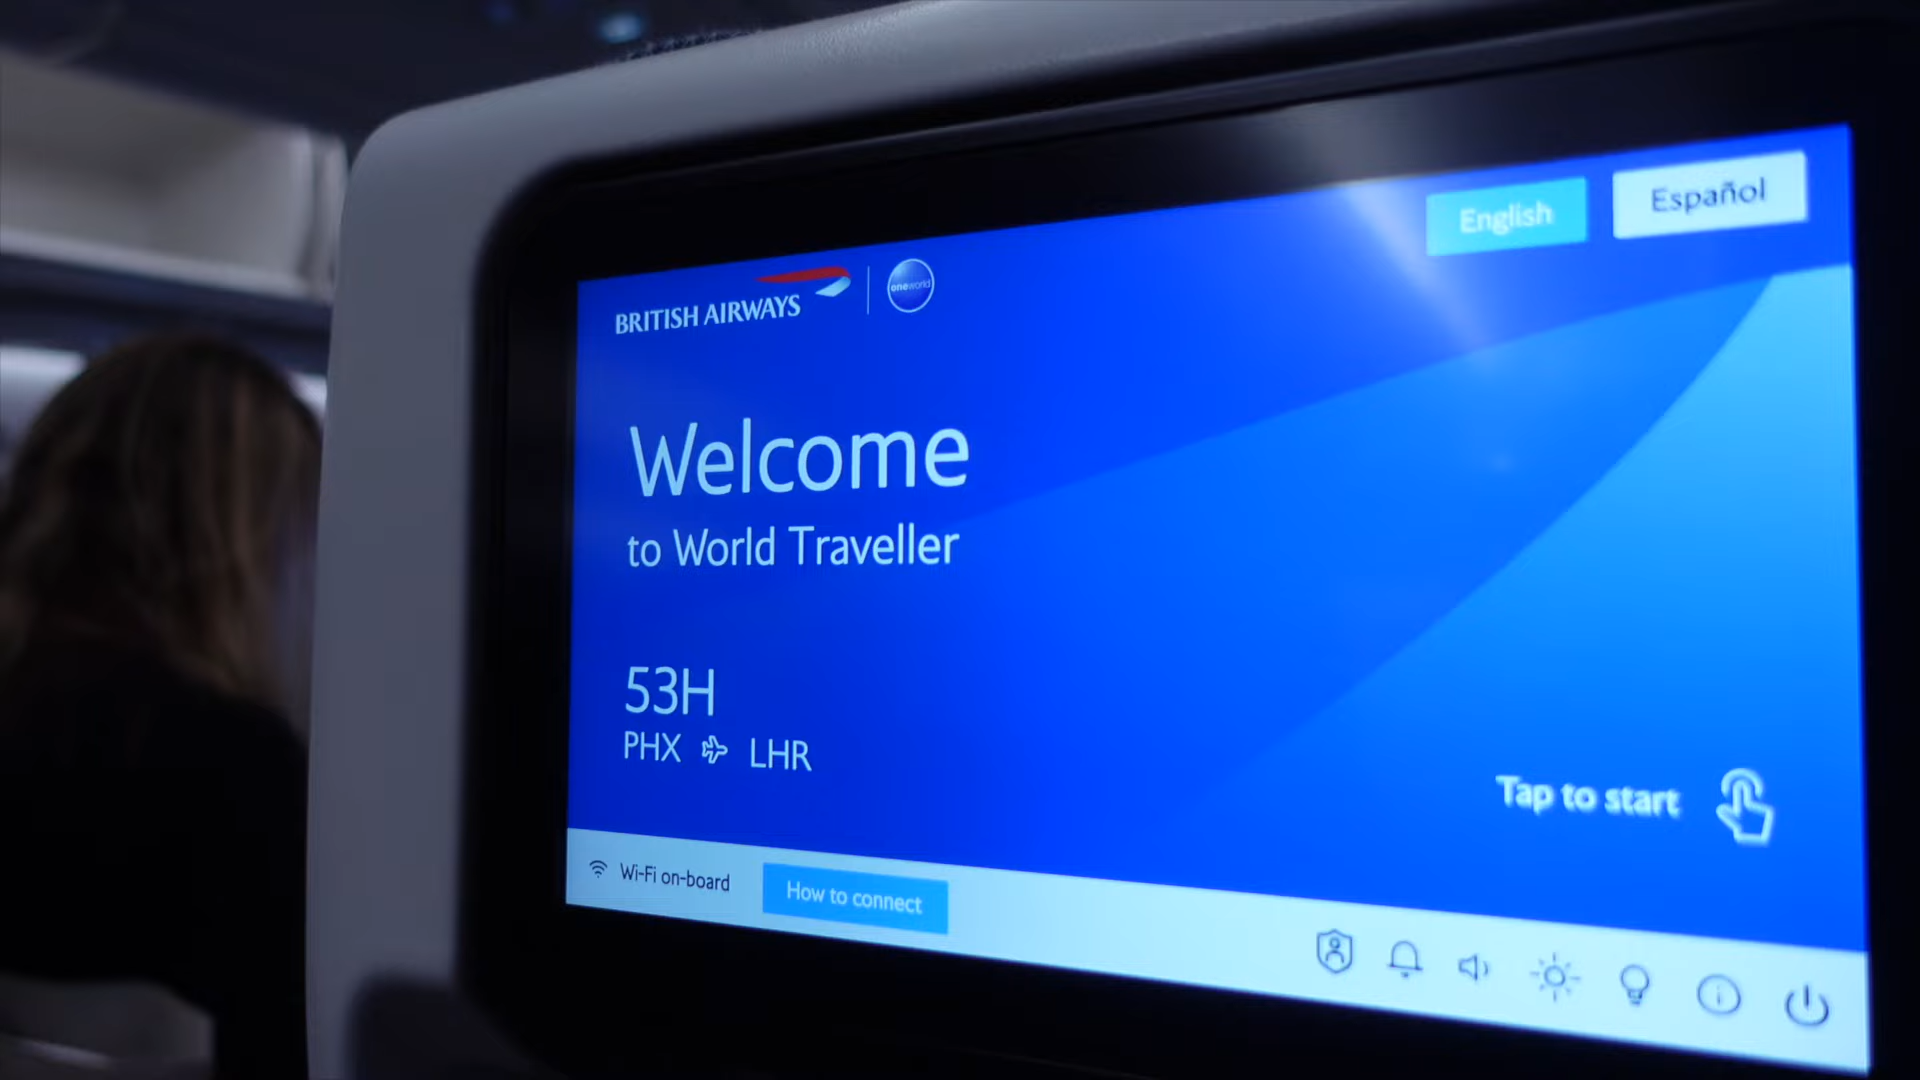 English
Español
BRITISH AIRWAYS
oneworld
Welcome
to World Traveller
53H
PHX LHR
Tap to start
Wi-Fi on-board
How to connect